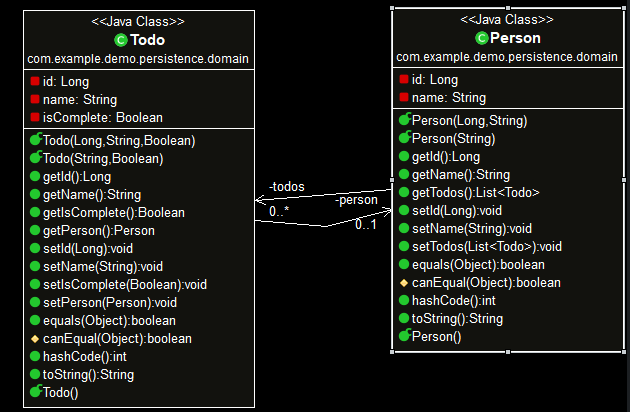 <<Java Class>>
Todo
com.example.demo.persistence.domain
id: Long
name: String
isComplete: Boolean
Todo(Long,String,Boolean)
Todo(String,Boolean)
getId():Long
getName():String
getIsComplete():Boolean
getPerson():Person
setId(Long):void
setName(String):void
setIsComplete(Boolean):void
setPerson(Person):void
equals(Object):boolean
canEqual(Object):boolean
hashCode():int
toString():String
Todo()
-todos
0..*
-person
0..1
<<Java Class>>
Person
com.example.demo.persistence.domain
id: Long
name: String
Person(Long,String)
Person(String)
getId():Long
getName():String
getTodos():List<Todo>
setId(Long):void
setName(String):void
setTodos(List<Todo>):void
equals(Object):boolean
canEqual(Object):boolean
hashCode():int
toString():String
Person()